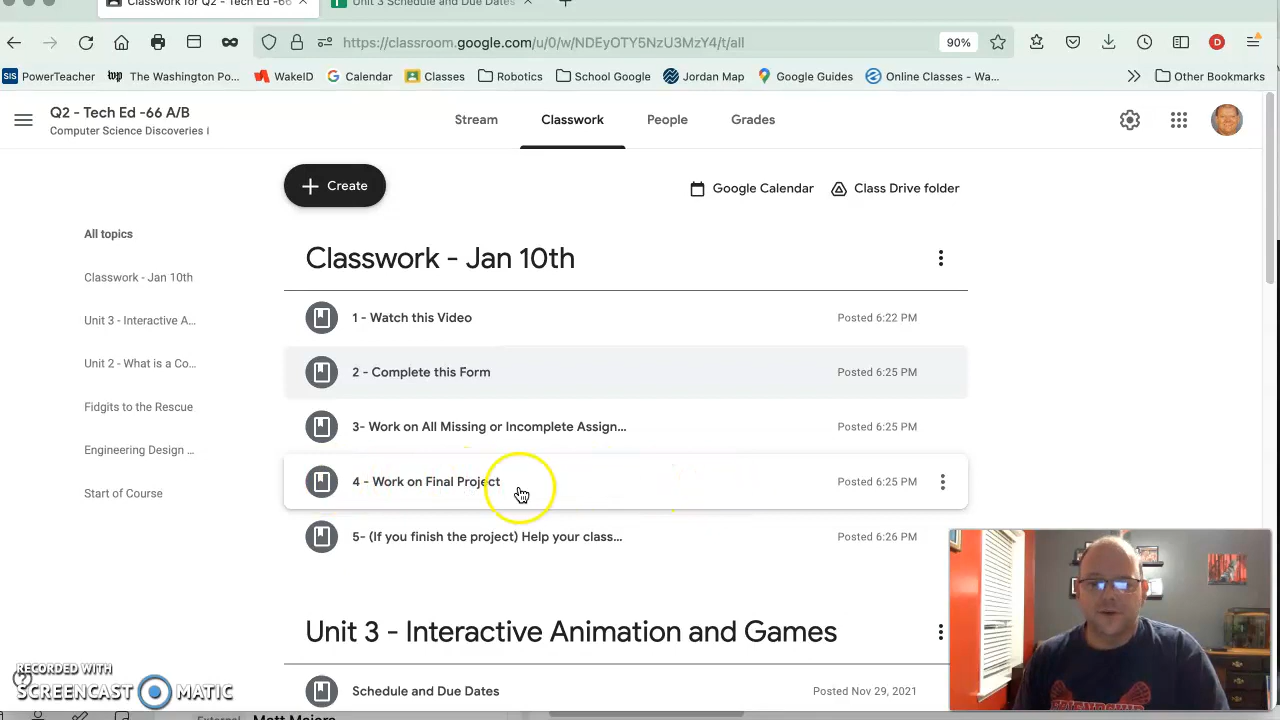 Classwork for Q2 - Tech Ed -66
Unit 3 Schedule and Due Dates
https://classroom.google.com/u/0/w/NDEyOTY5NzU3MzY4/t/all
90%
D
SIS PowerTeacher
wp The Washington Po...
WakeID
Calendar
Classes
Robotics
School Google
Jordan Map
Google Guides
Online Classes - Wa...
Other Bookmarks
Q2 - Tech Ed -66 A/B
Computer Science Discoveries i
Stream
Classwork
People
Grades
Create
Google Calendar
Class Drive folder
All topics
Classwork - Jan 10th
Unit 3 - Interactive A...
Unit 2 - What is a Co...
Fidgits to the Rescue
Engineering Design ...
Start of Course
Classwork - Jan 10th
1 - Watch this Video
Posted 6:22 PM
2 - Complete this Form
Posted 6:25 PM
3- Work on All Missing or Incomplete Assign...
Posted 6:25 PM
4 - Work on Final Project
Posted 6:25 PM
5- (If you finish the project) Help your class...
Posted 6:26 PM
Unit 3 - Interactive Animation and Games
Schedule and Due Dates
Posted Nov 29, 2021
RECORDED WITH
SCREENCAST MATIC